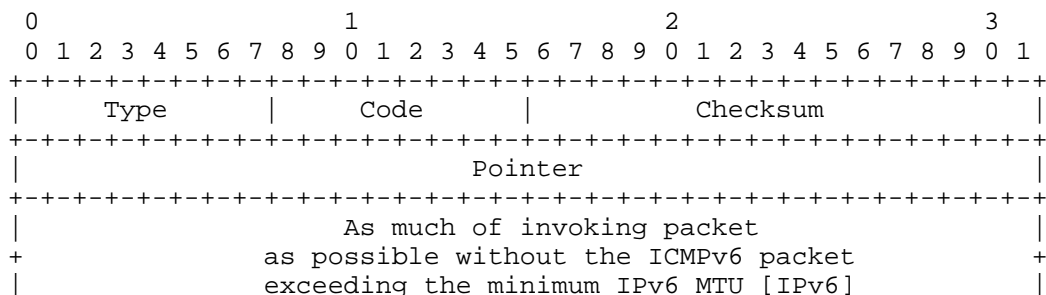 0                   1                   2                   3
 0 1 2 3 4 5 6 7 8 9 0 1 2 3 4 5 6 7 8 9 0 1 2 3 4 5 6 7 8 9 0 1
+-+-+-+-+-+-+-+-+-+-+-+-+-+-+-+-+-+-+-+-+-+-+-+-+-+-+-+-+-+-+-+-+
|     Type      |     Code      |          Checksum             |
+-+-+-+-+-+-+-+-+-+-+-+-+-+-+-+-+-+-+-+-+-+-+-+-+-+-+-+-+-+-+-+-+
|                            Pointer                            |
+-+-+-+-+-+-+-+-+-+-+-+-+-+-+-+-+-+-+-+-+-+-+-+-+-+-+-+-+-+-+-+-+
|                    As much of invoking packet                 |
+               as possible without the ICMPv6 packet           +
|               exceeding the minimum IPv6 MTU [IPv6]           |